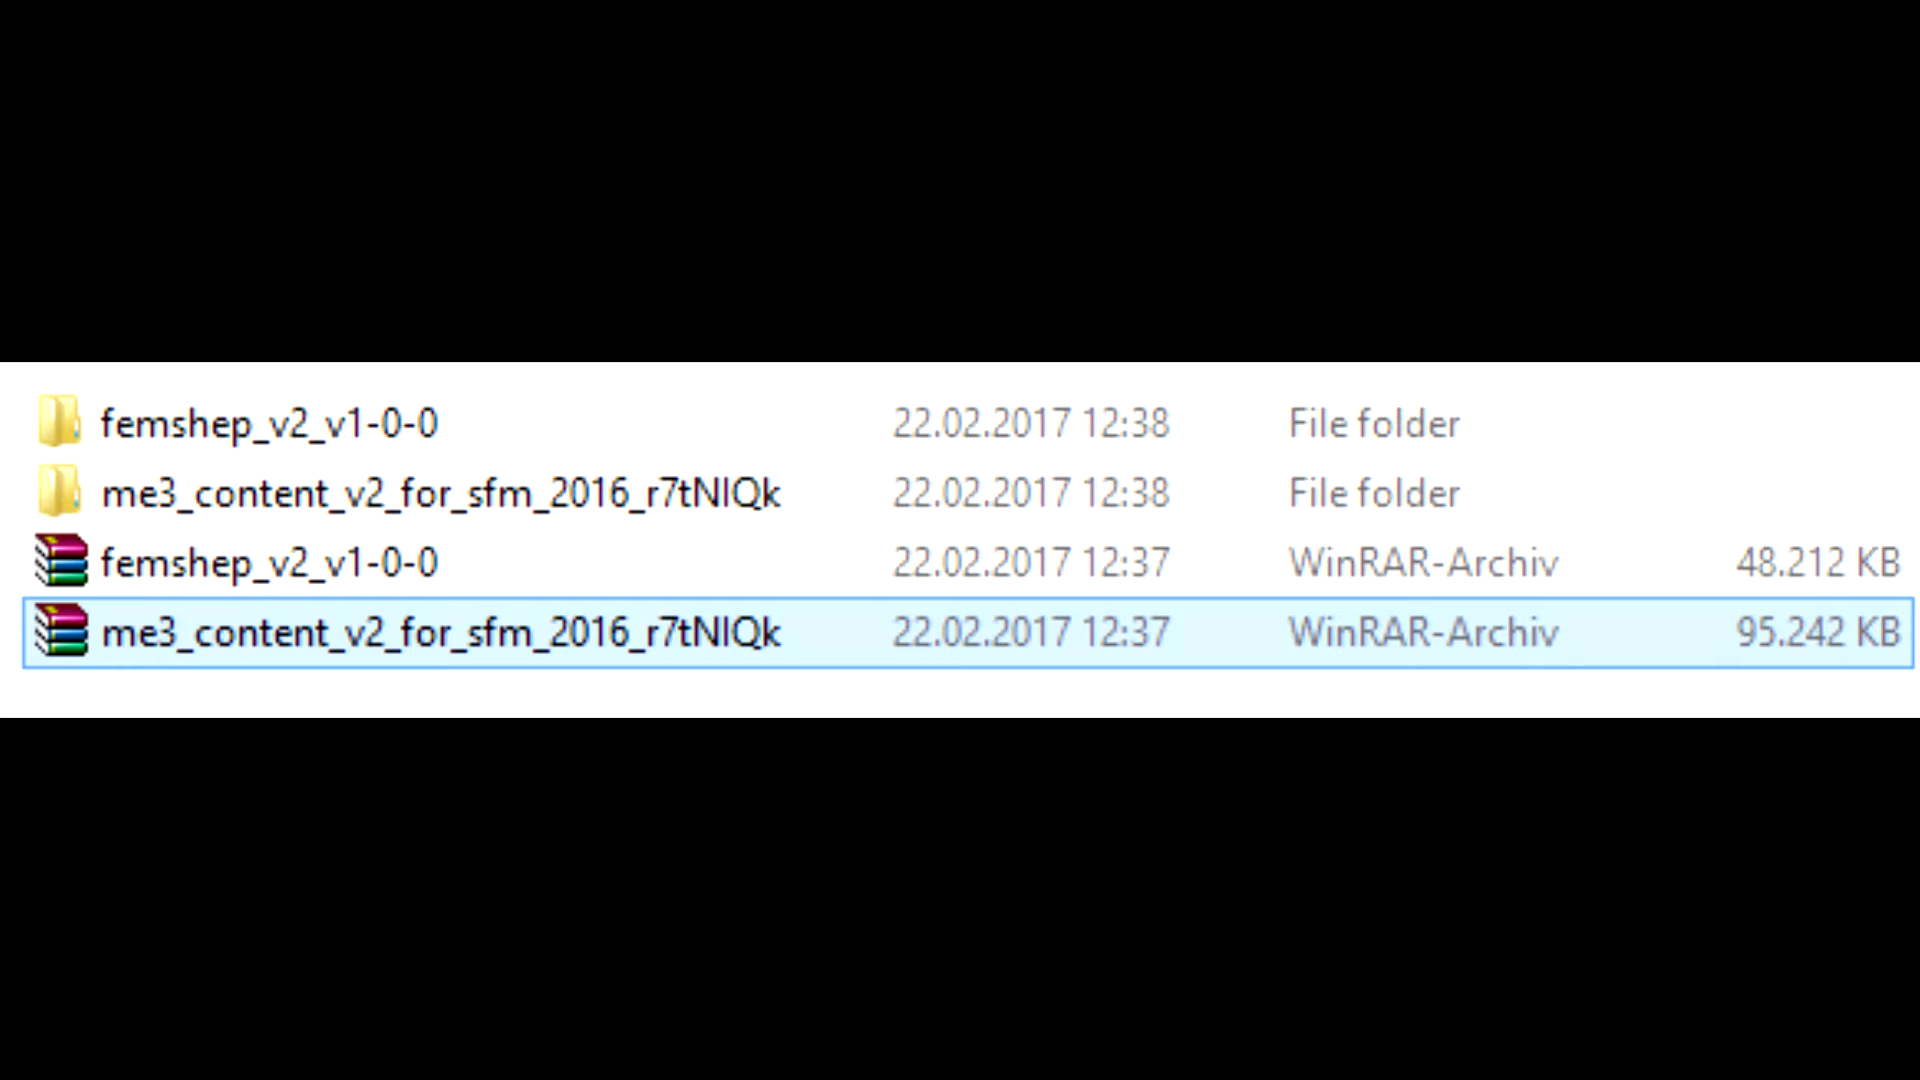 femshep_v2_v1-0-0 22.02.2017 12:38 File folder
me3_content_v2_for_sfm_2016_r7tNlQk 22.02.2017 12:38 File folder
femshep_v2_v1-0-0 22.02.2017 12:37 WinRAR-Archiv 48.212 KB
me3_content_v2_for_sfm_2016_r7tNlQk 22.02.2017 12:37 WinRAR-Archiv 95.242 KB